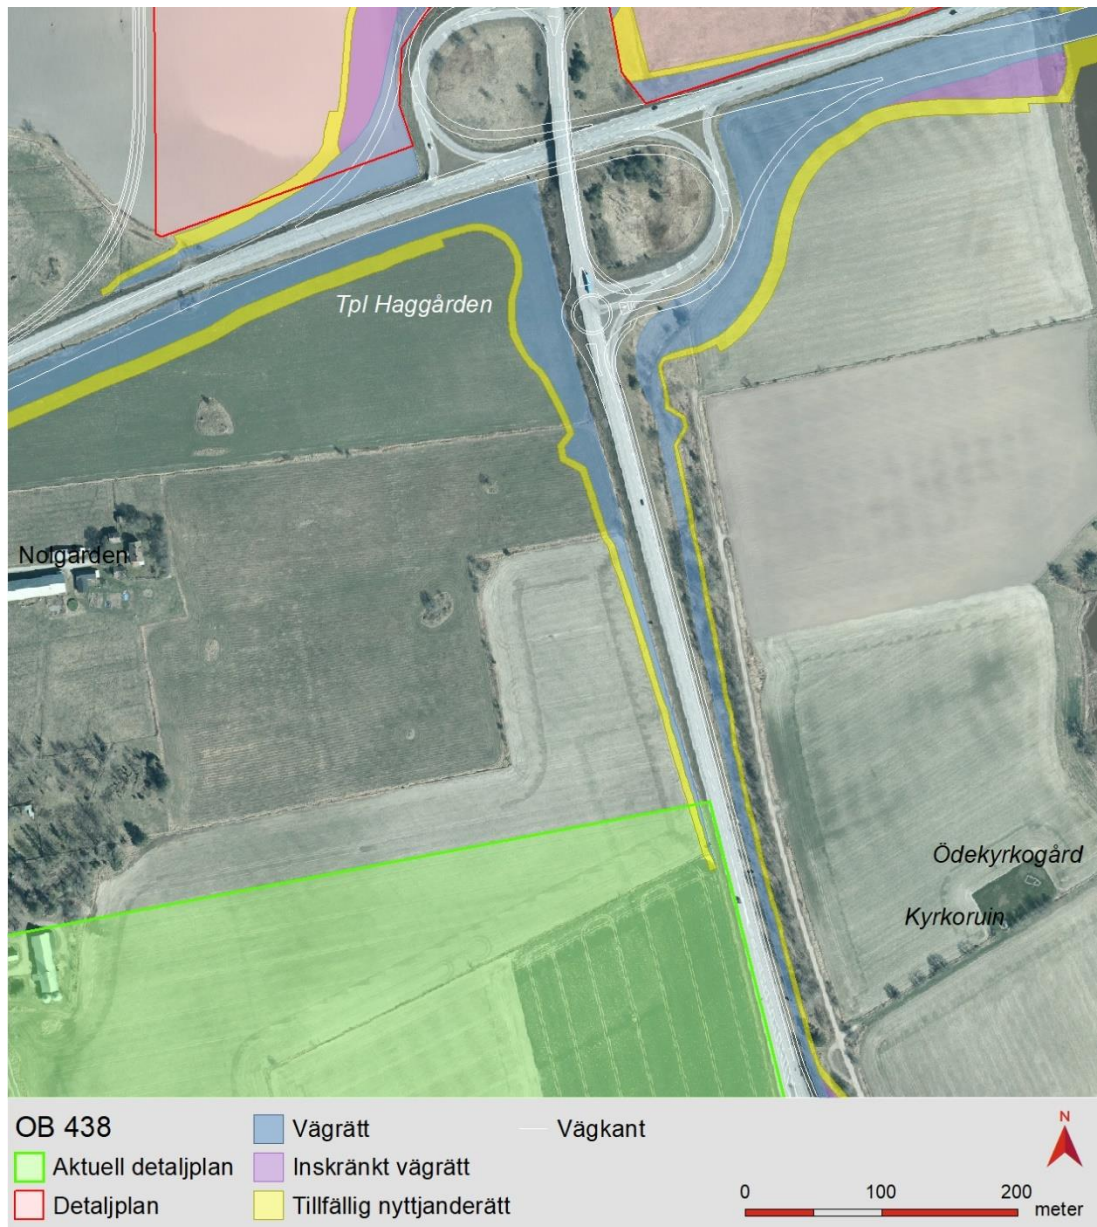 Tpl Haggården
Nolgården
Ödekyrkogård
Kyrkoruin
OB 438
Aktuell detaljplan
Detaljplan
Vägrätt
Inskränkt vägrätt
Tillfällig nyttjanderätt
Vägkant
N
0 100 200
meter